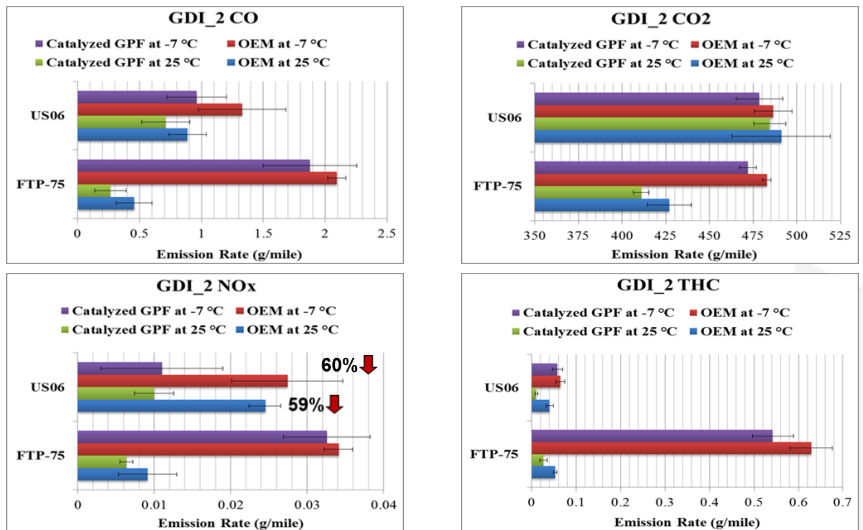 GDI_2 CO
Catalyzed GPF at -7 °C OEM at -7 °C
Catalyzed GPF at 25 °C OEM at 25 °C
US06
FTP-75
0 0.5 1 1.5 2 2.5
Emission Rate (g/mile)
GDI_2 CO2
Catalyzed GPF at -7 °C OEM at -7 °C
Catalyzed GPF at 25 °C OEM at 25 °C
US06
FTP-75
350 375 400 425 450 475 500 525
Emission Rate (g/mile)
GDI_2 NOx
Catalyzed GPF at -7 °C OEM at -7 °C
Catalyzed GPF at 25 °C OEM at 25 °C
60%
US06
59%
FTP-75
0 0.01 0.02 0.03 0.04
Emission Rate (g/mile)
GDI_2 THC
Catalyzed GPF at -7 °C OEM at -7 °C
Catalyzed GPF at 25 °C OEM at 25 °C
US06
FTP-75
0 0.1 0.2 0.3 0.4 0.5 0.6 0.7
Emission Rate (g/mile)